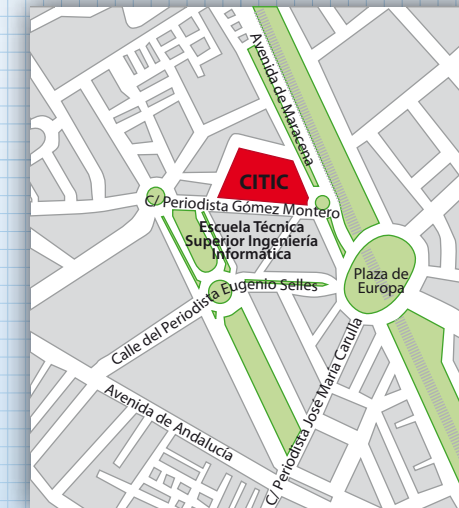 Avenida de Maracena
CITIC
C/ Periodista Gómez Montero
Escuela Técnica
Superior Ingeniería
Informática
Plaza de
Europa
Calle del Periodista Eugenio Selles
C/ Periodista José María Carulla
Avenida de Andalucía